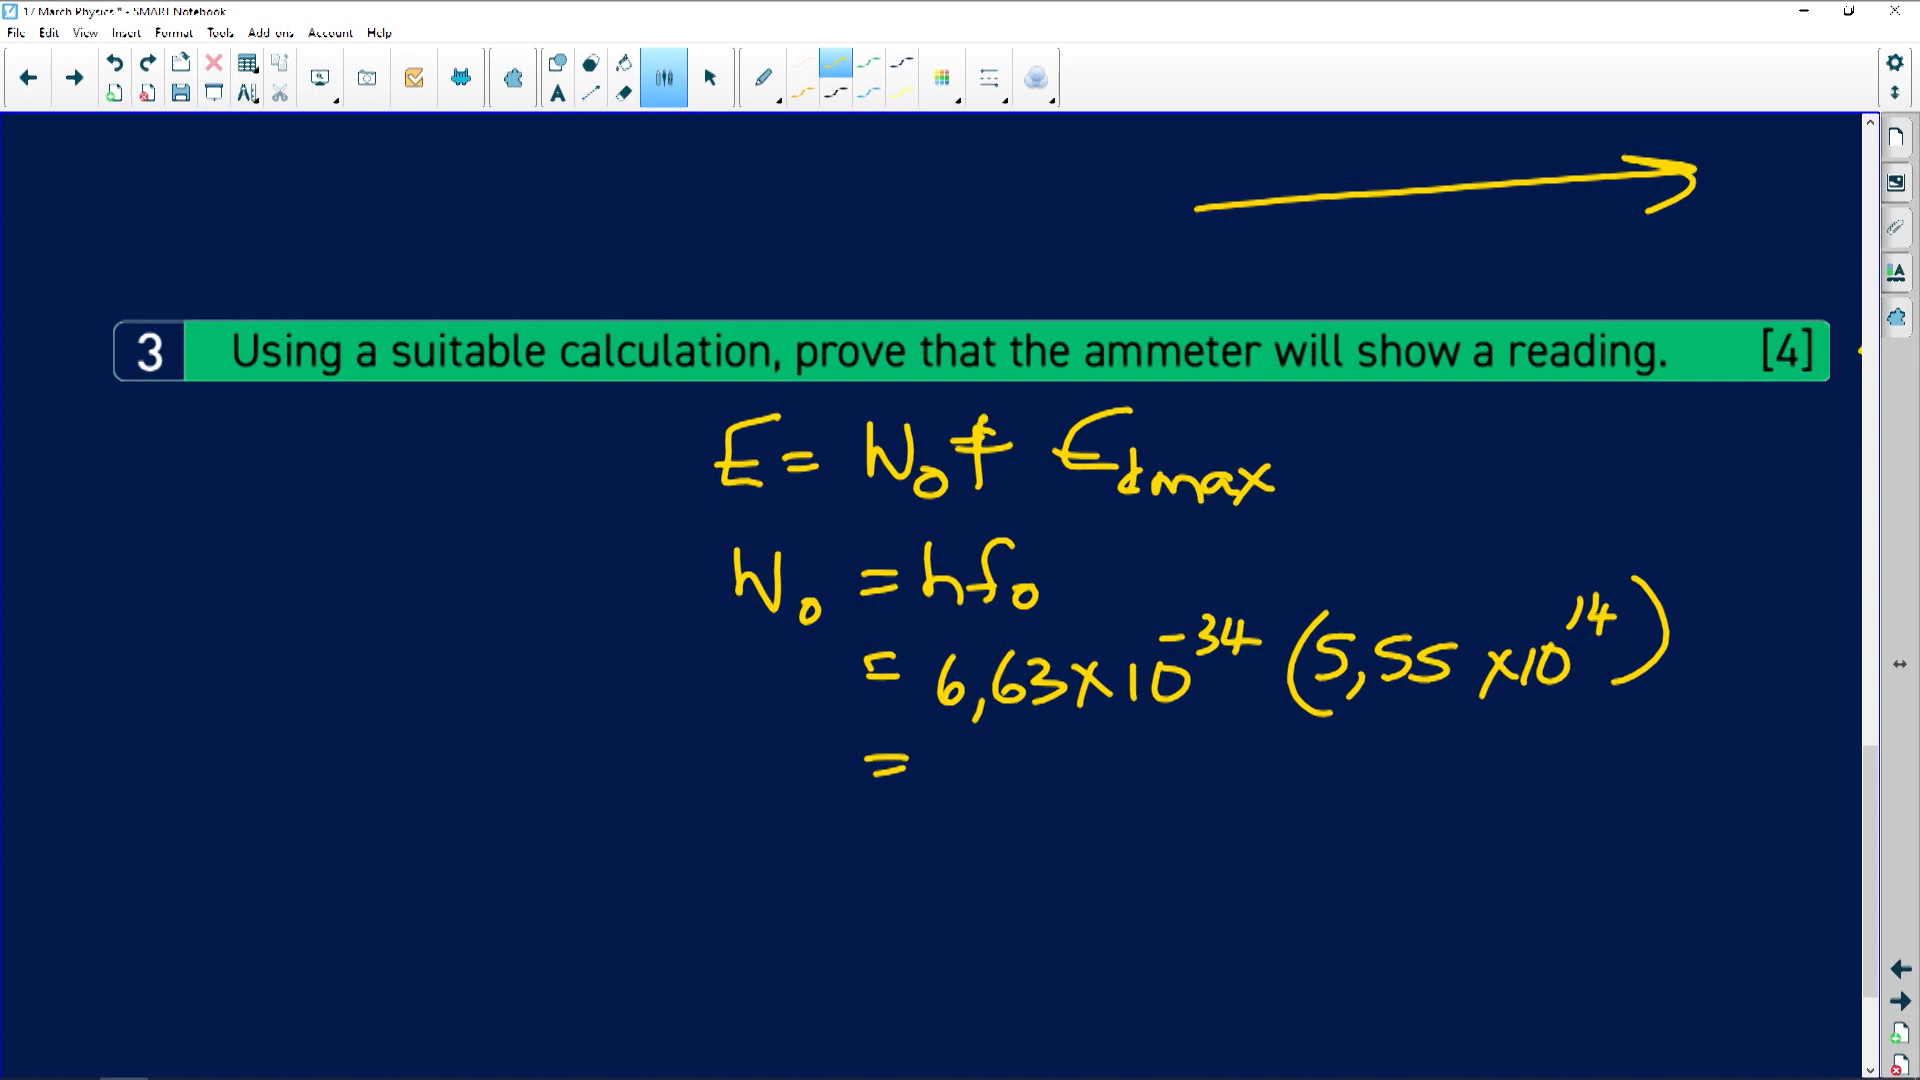 17 March Physics * - SMART Notebook
File Edit View Insert Format Tools Add-ons Account Help
3 Using a suitable calculation, prove that the ammeter will show a reading. [4]
E = W₀ +
W₀ = hf₀
= 6,63 × 10⁻³⁴ (5,55 × 10¹⁴)
=